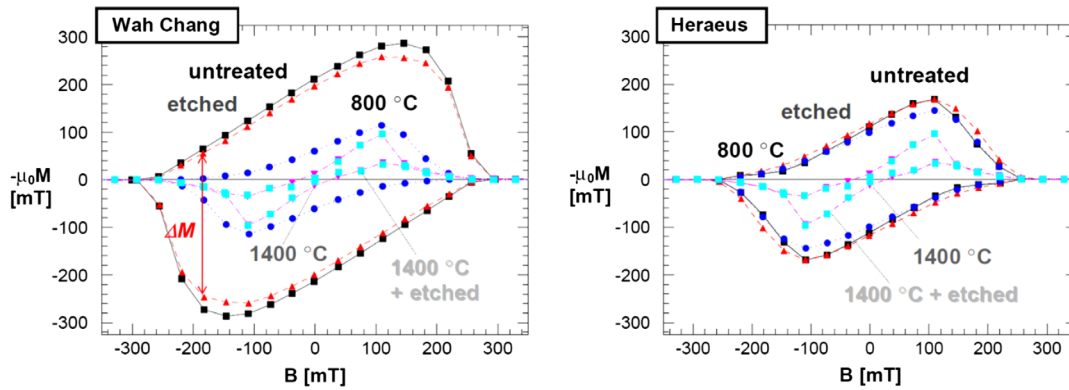 Wah Chang
300
200
100
0
-100
-200
-300
-μ₀M
[mT]
untreated
etched
800 °C
ΔM
1400 °C
1400 °C
+ etched
-300 -200 -100 0 100 200 300
B [mT]
Heraeus
300
200
100
0
-100
-200
-300
-μ₀M
[mT]
untreated
etched
800 °C
1400 °C
1400 °C + etched
-300 -200 -100 0 100 200 300
B [mT]